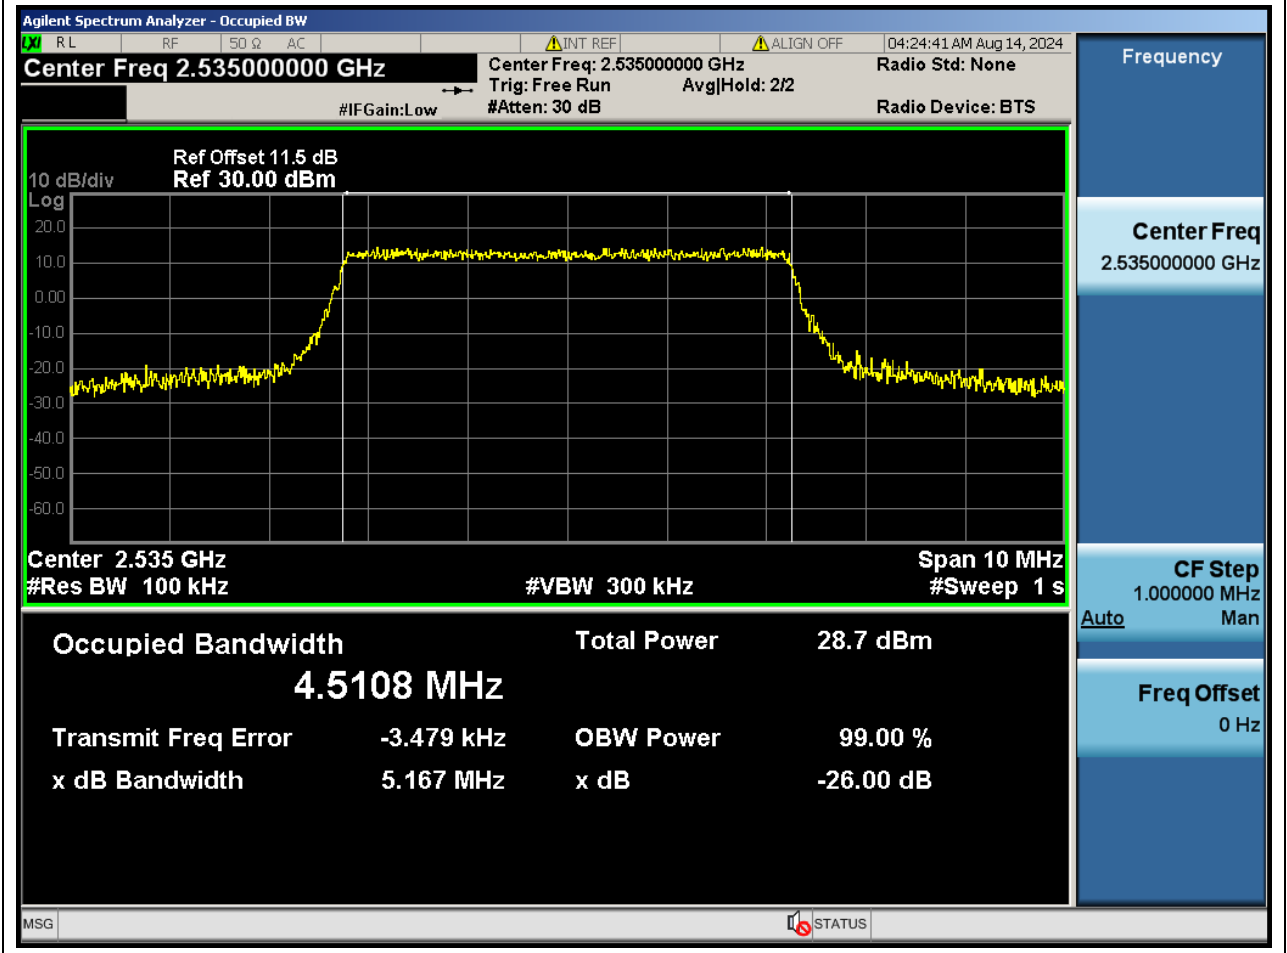 Agilent Spectrum Analyzer - Occupied BW
LXI RL RF 50 Ω AC INT REF ALIGN OFF 04:24:41 AM Aug 14, 2024
Center Freq 2.535000000 GHz
Center Freq: 2.535000000 GHz
Radio Std: None
Trig: Free Run Avg|Hold: 2/2
#IFGain:Low #Atten: 30 dB
Radio Device: BTS
Ref Offset 11.5 dB
10 dB/div Ref 30.00 dBm
Log
20.0
10.0
0.00
-10.0
-20.0
-30.0
-40.0
-50.0
-60.0
Center 2.535 GHz Span 10 MHz
#Res BW 100 kHz #VBW 300 kHz #Sweep 1 s
Occupied Bandwidth Total Power 28.7 dBm
4.5108 MHz
Transmit Freq Error -3.479 kHz OBW Power 99.00 %
x dB Bandwidth 5.167 MHz x dB -26.00 dB
MSG STATUS
Frequency
Center Freq
2.535000000 GHz
CF Step
1.000000 MHz
Auto Man
Freq Offset
0 Hz